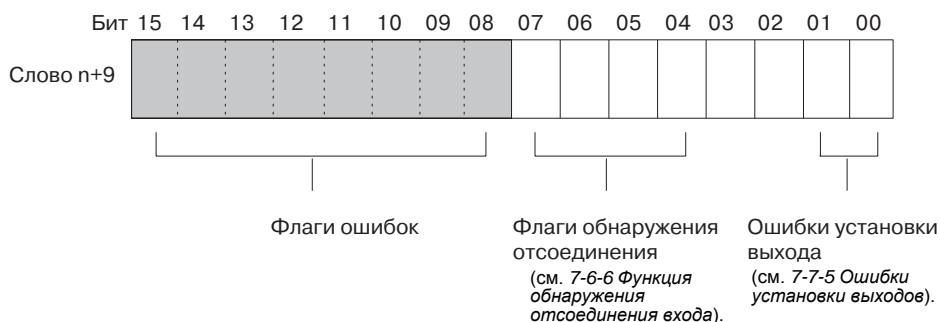 Бит 15 14 13 12 11 10 09 08 07 06 05 04 03 02 01 00
Слово n+9
Флаги ошибок
Флаги обнаружения
отсоединения
(см. 7-6-6 Функция
обнаружения
отсоединения входа).
Ошибки установки
выхода
(см. 7-7-5 Ошибки
установки выходов).